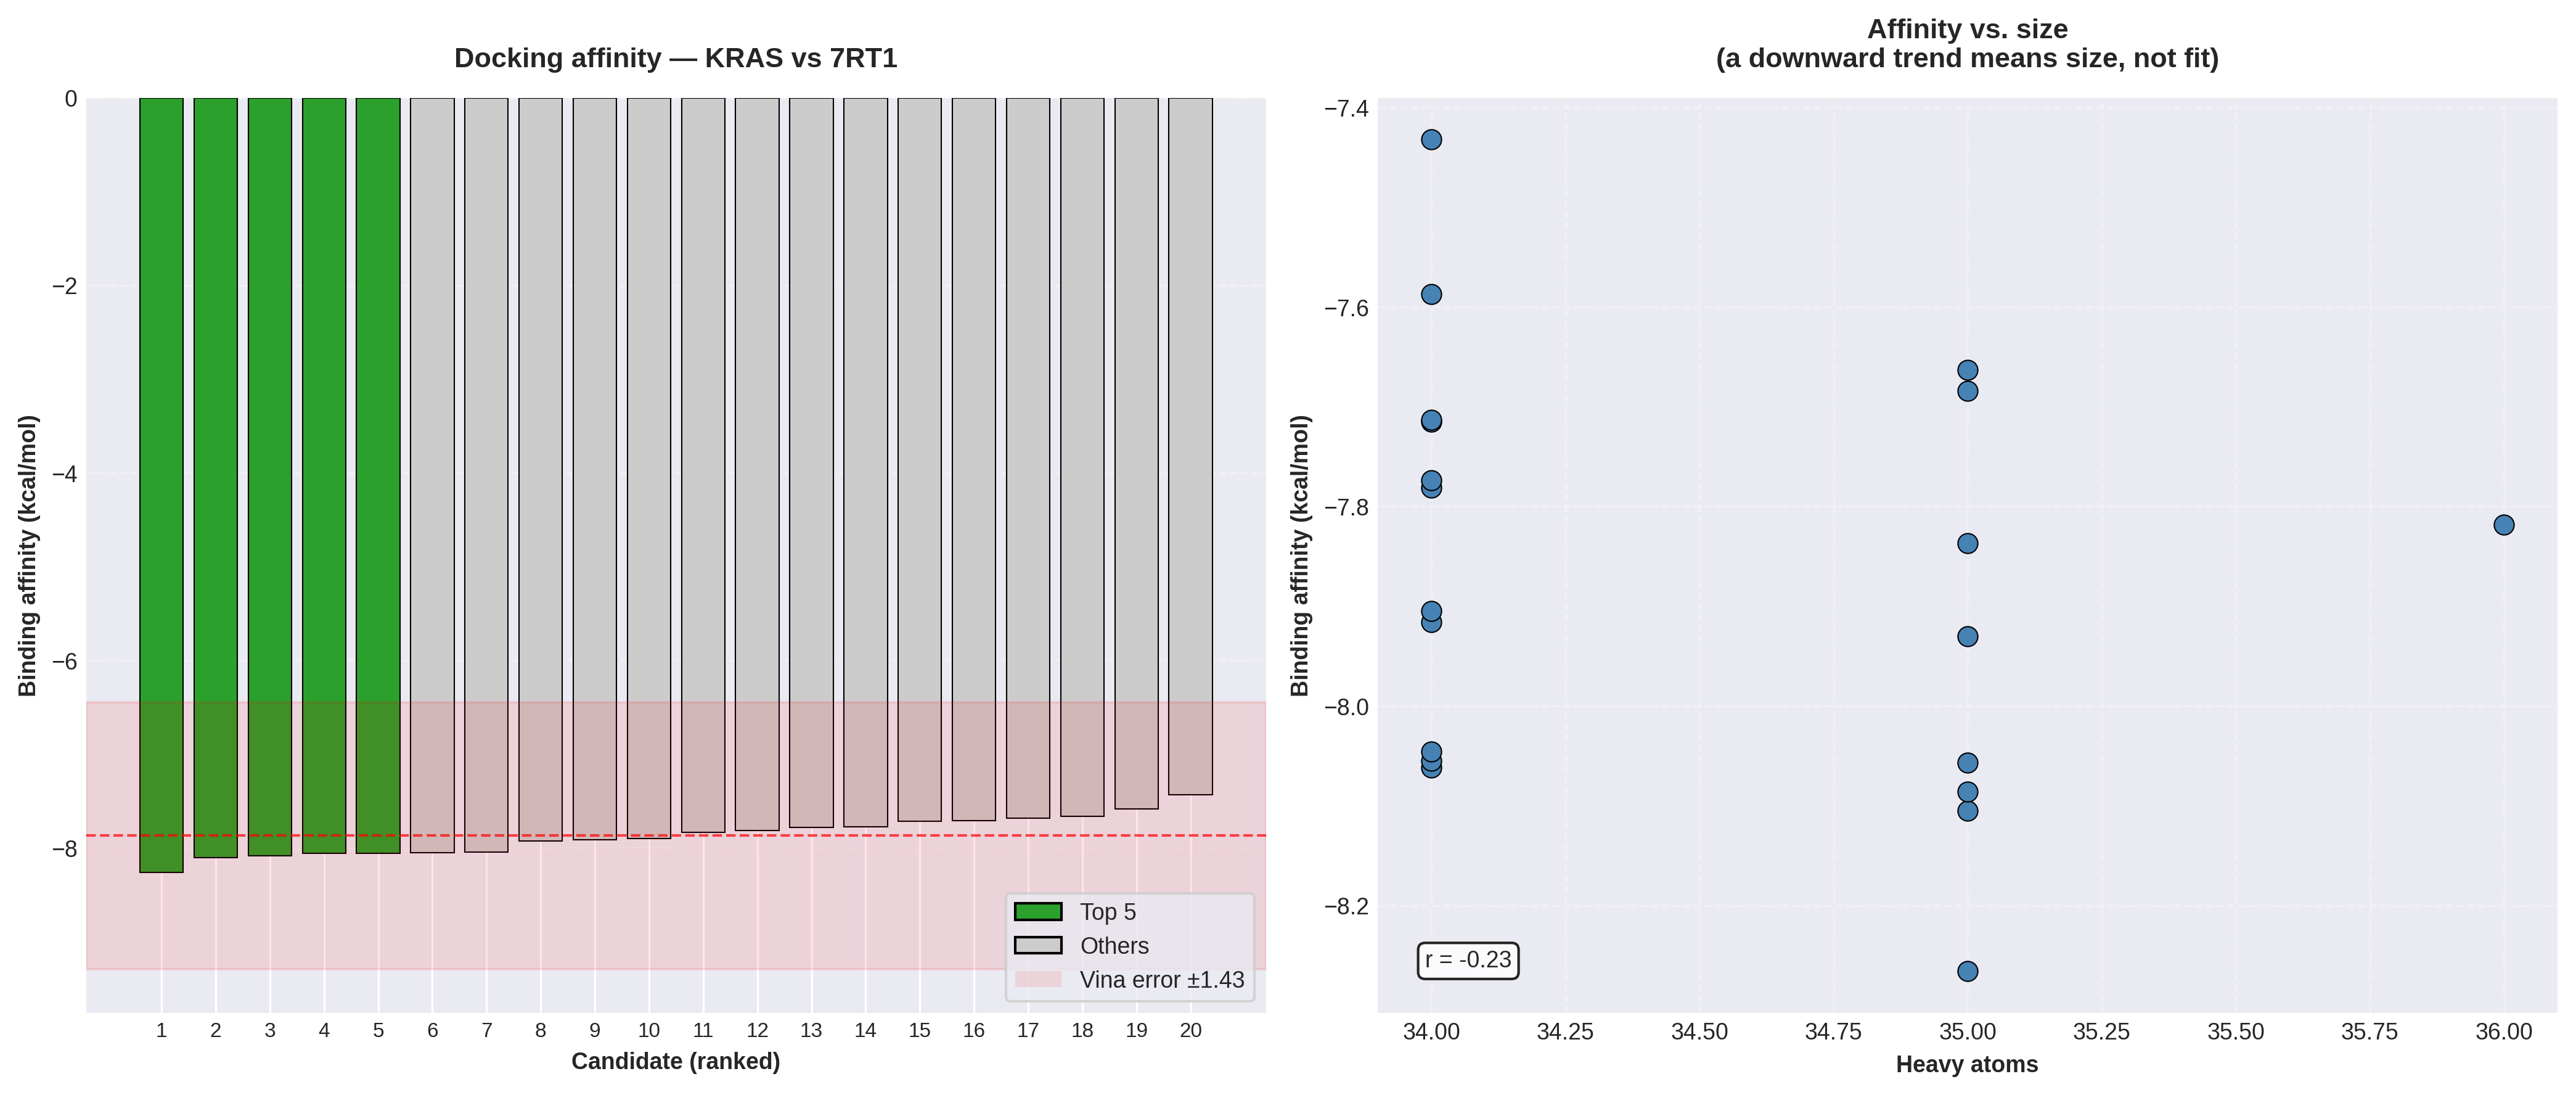 Docking affinity — KRAS vs 7RT1
Binding affinity (kcal/mol)
0
−2
−4
−6
−8
1 2 3 4 5 6 7 8 9 10 11 12 13 14 15 16 17 18 19 20
Candidate (ranked)
Top 5
Others
Vina error ±1.43
Affinity vs. size
(a downward trend means size, not fit)
Binding affinity (kcal/mol)
−7.4
−7.6
−7.8
−8.0
−8.2
r = -0.23
34.00 34.25 34.50 34.75 35.00 35.25 35.50 35.75 36.00
Heavy atoms